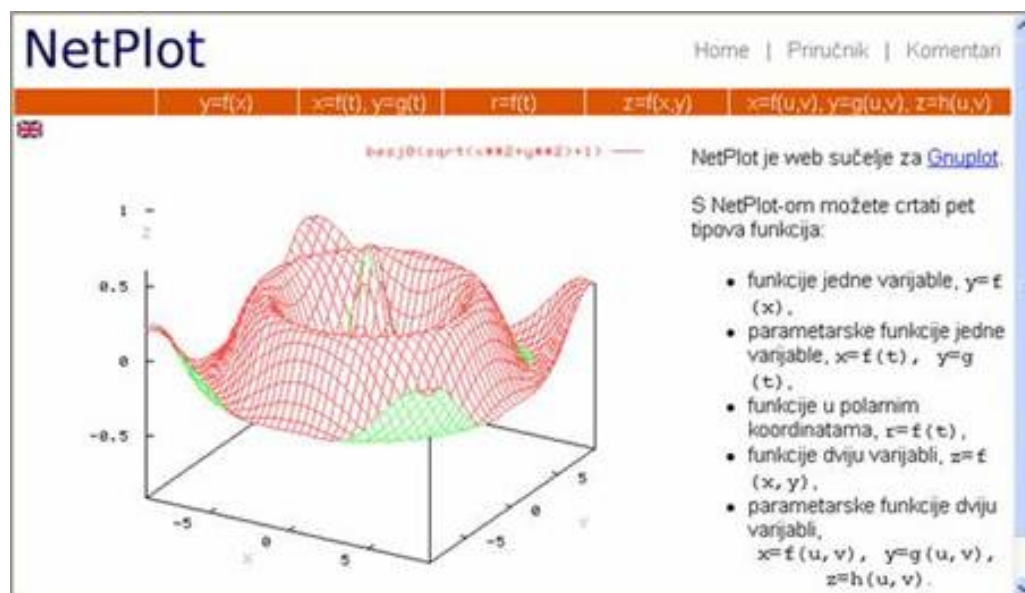 NetPlot
Home | Priručnik | Komentari
y=f(x) x=f(t), y=g(t) r=f(t) z=f(x,y) x=f(u,v), y=g(u,v), z=h(u,v)
besj0(sqrt(x**2+y**2)+1)
1
Z
0.5
0
-0.5
-5
0
5
X
-5
0
5
Y
NetPlot je web sučelje za Gnuplot.
S NetPlot-om možete crtati pet
tipova funkcija:
• funkcije jedne varijable, y=f
(x),
• parametarske funkcije jedne
varijable, x=f(t), y=g
(t),
• funkcije u polarnim
koordinatama, r=f(t),
• funkcije dviju varijabli, z=f
(x,y),
• parametarske funkcije dviju
varijabli,
x=f(u,v), y=g(u,v),
z=h(u,v).